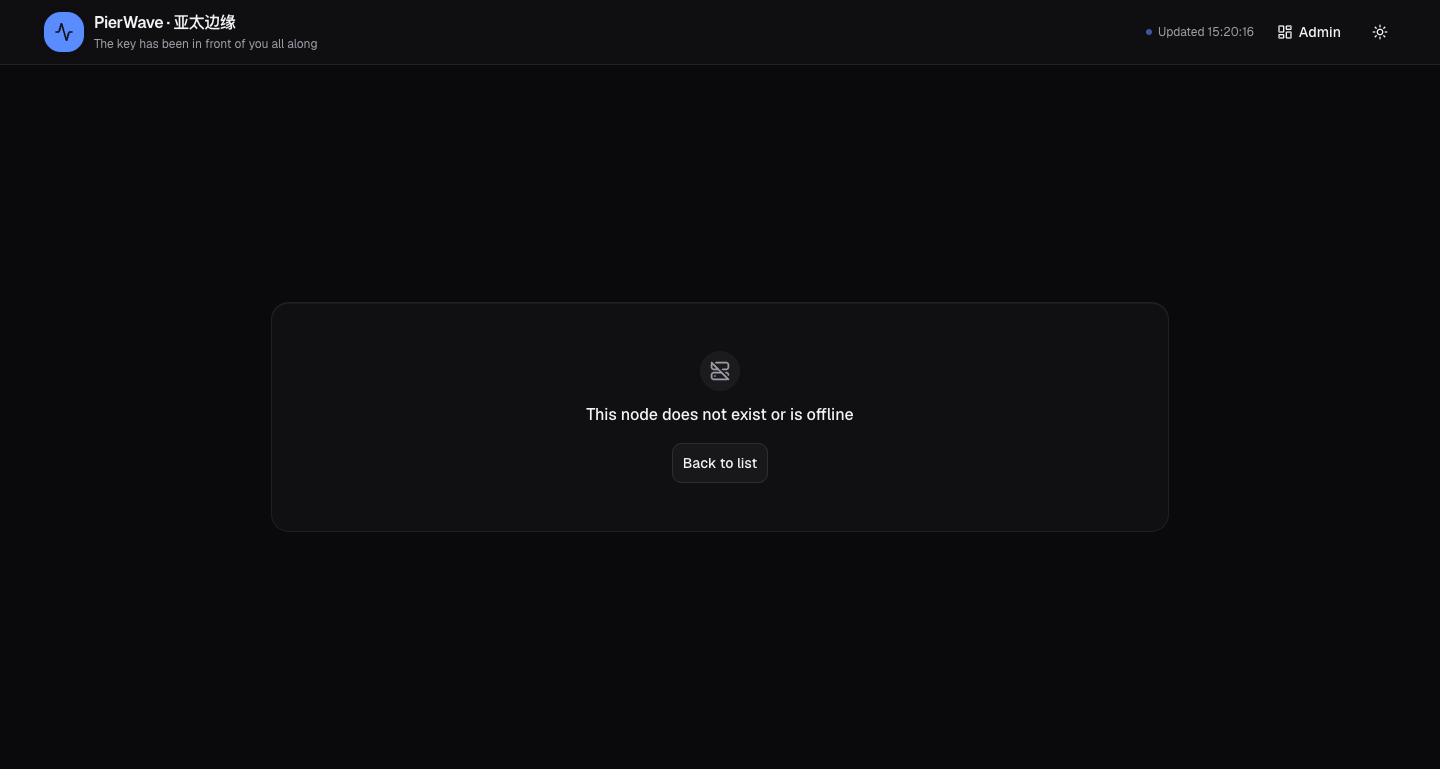 PierWave · 亚太边缘
The key has been in front of you all along
Updated 15:20:16
Admin
This node does not exist or is offline
Back to list